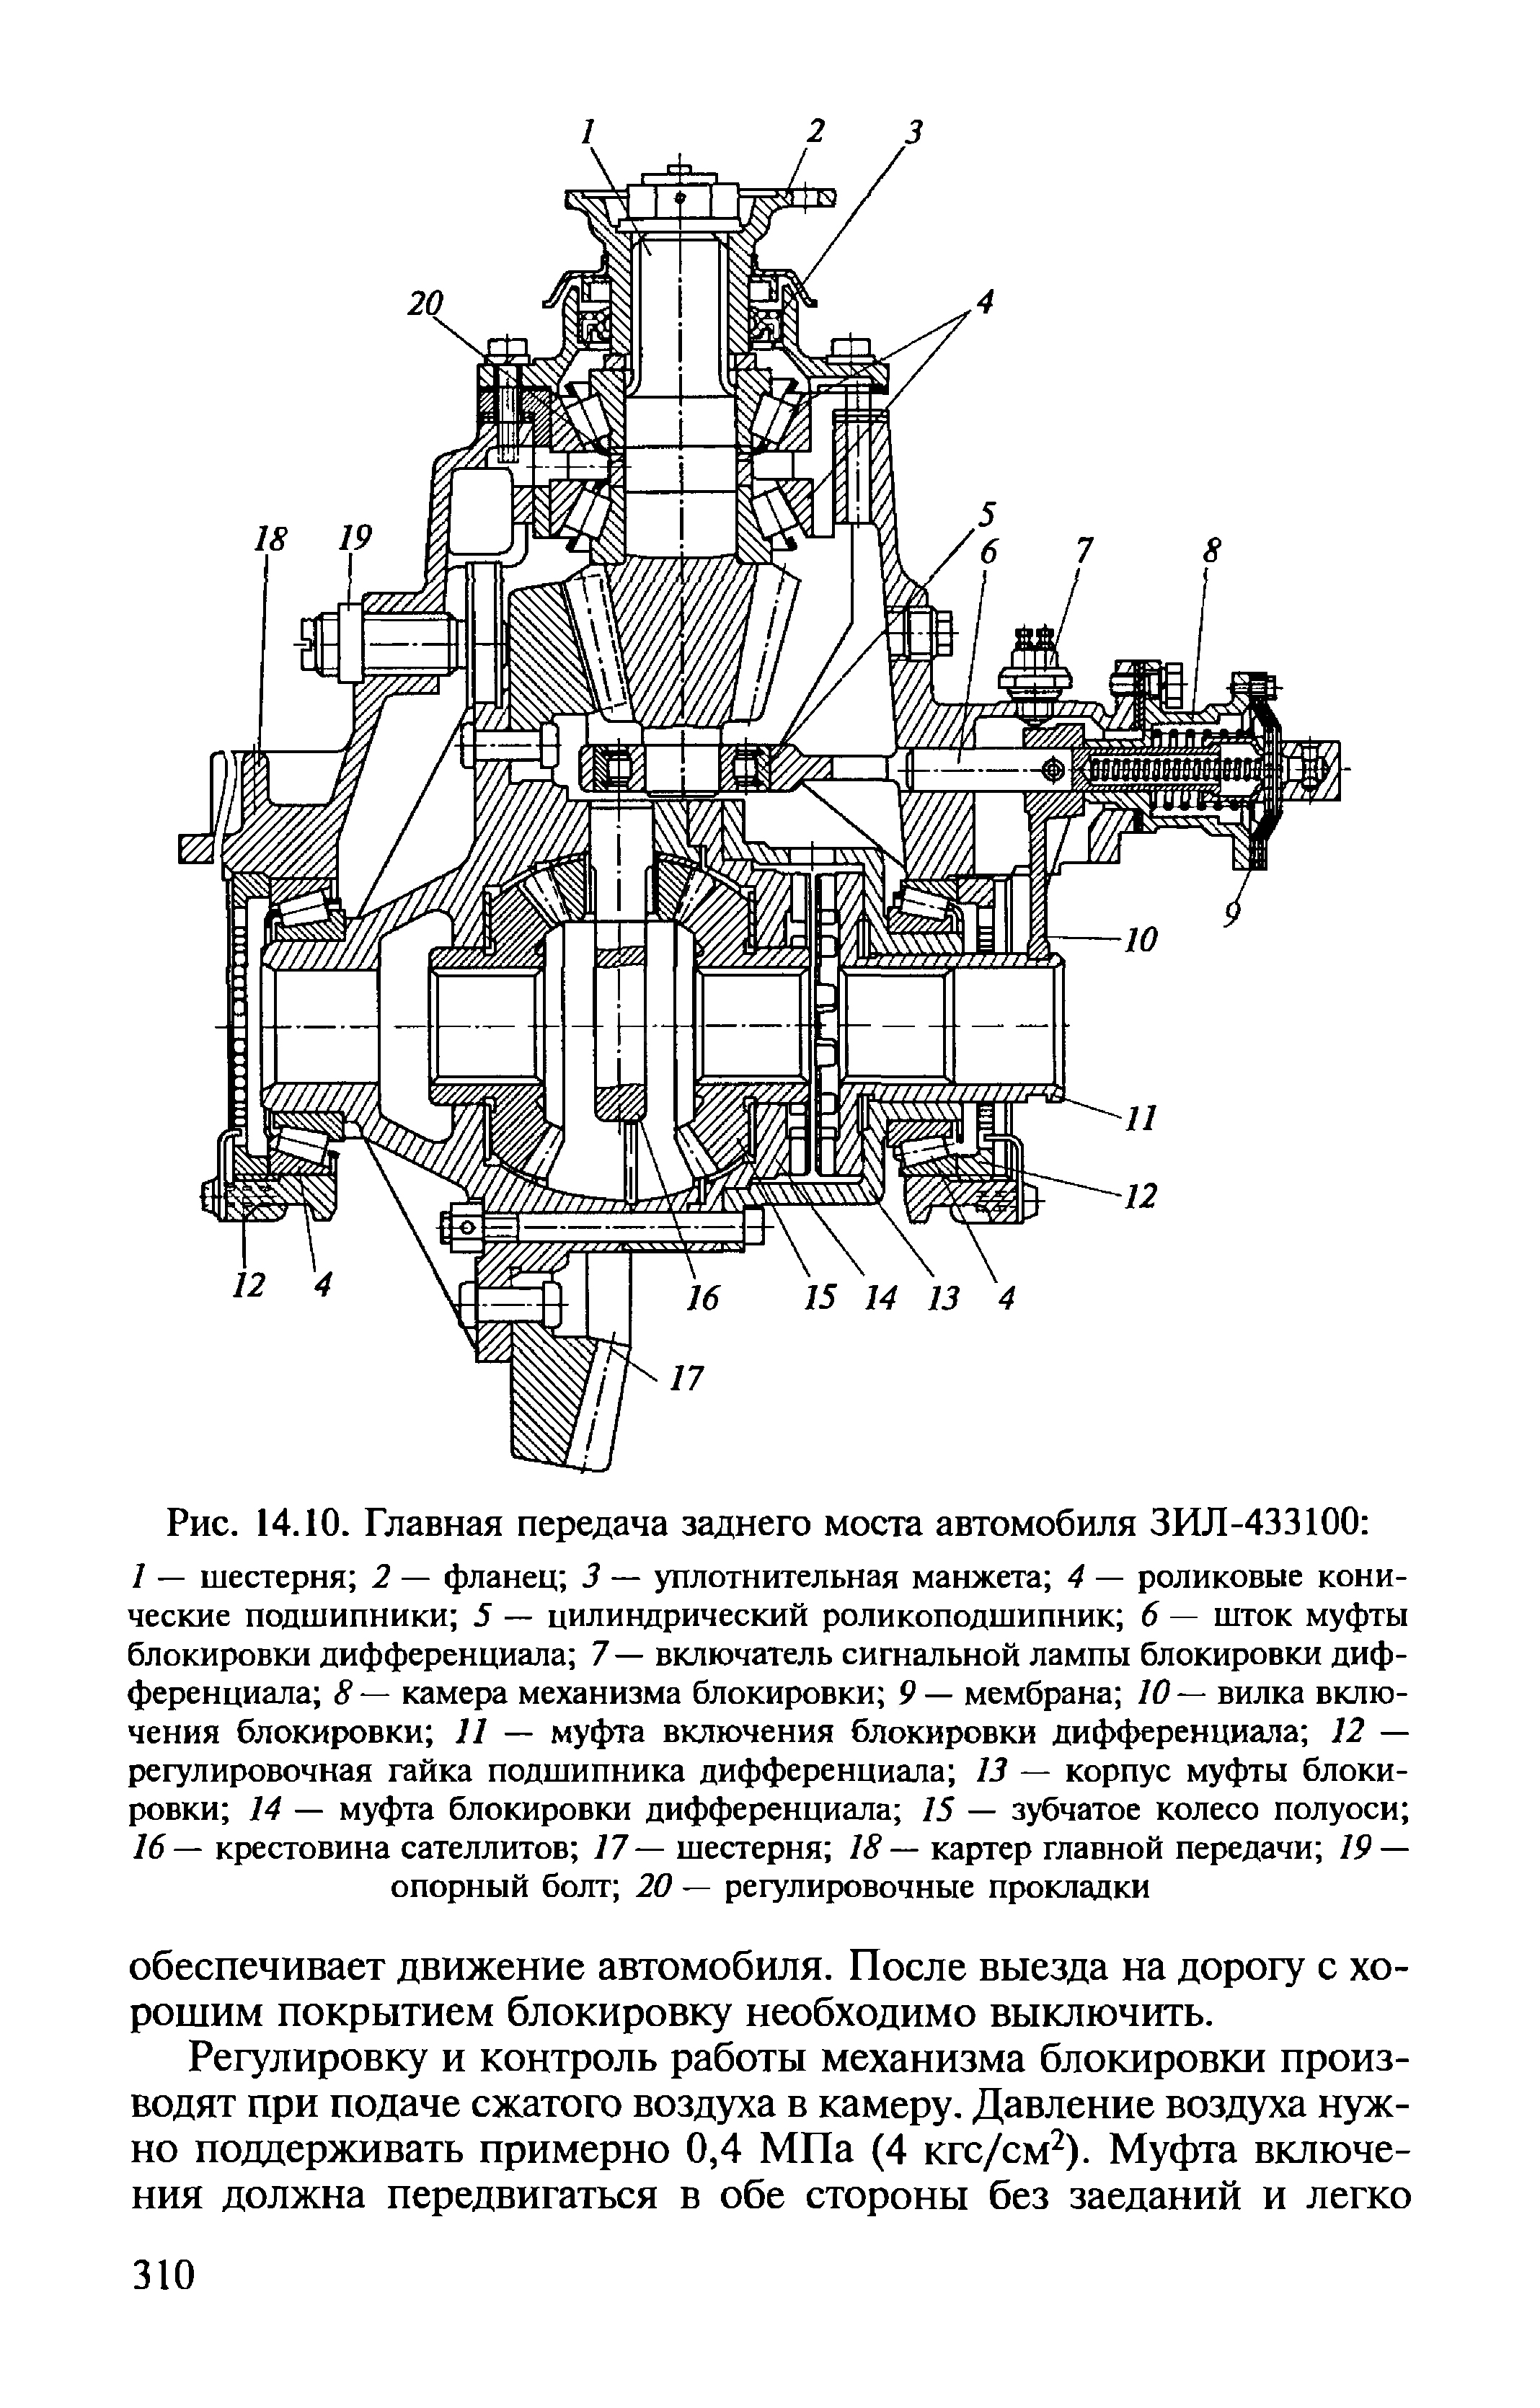 1 2 3
20 4
18 19 5 6 7 8
9
10
11
12
12 4 16 15 14 13 4
17
Рис. 14.10. Главная передача заднего моста автомобиля ЗИЛ-433100:
1 — шестерня; 2 — фланец; 3 — уплотнительная манжета; 4 — роликовые кони-
ческие подшипники; 5 — цилиндрический роликоподшипник; 6 — шток муфты
блокировки дифференциала; 7 — включатель сигнальной лампы блокировки диф-
ференциала; 8 — камера механизма блокировки; 9 — мембрана; 10 — вилка вклю-
чения блокировки; 11 — муфта включения блокировки дифференциала; 12 —
регулировочная гайка подшипника дифференциала; 13 — корпус муфты блоки-
ровки; 14 — муфта блокировки дифференциала; 15 — зубчатое колесо полуоси;
16 — крестовина сателлитов; 17 — шестерня; 18 — картер главной передачи; 19 —
опорный болт; 20 — регулировочные прокладки
обеспечивает движение автомобиля. После выезда на дорогу с хо-
рошим покрытием блокировку необходимо выключить.
Регулировку и контроль работы механизма блокировки произ-
водят при подаче сжатого воздуха в камеру. Давление воздуха нуж-
но поддерживать примерно 0,4 МПа (4 кгс/см²). Муфта включе-
ния должна передвигаться в обе стороны без заеданий и легко
310